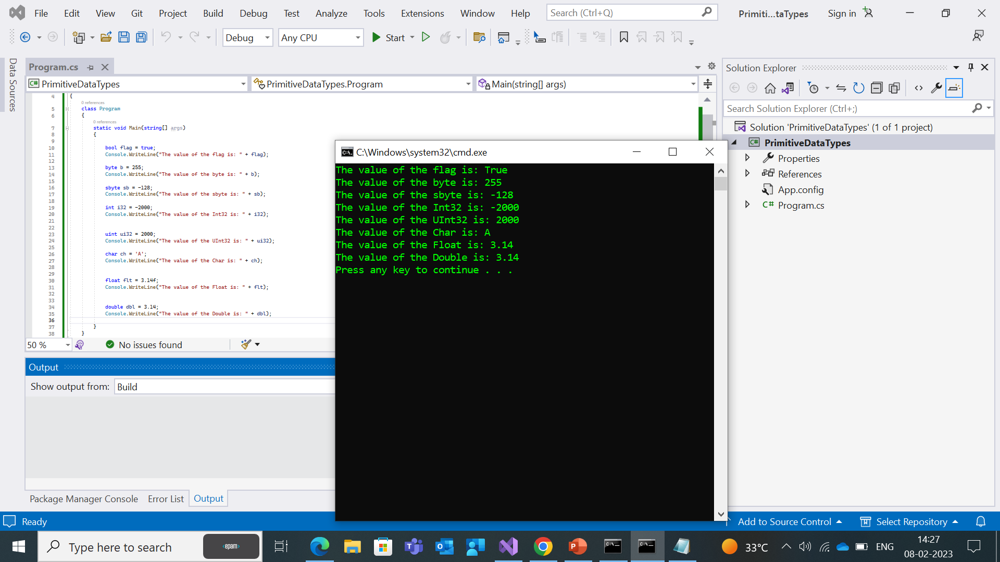 File Edit View Git Project Build Debug Test Analyze Tools Extensions Window Help Search (Ctrl+Q) Primiti...taTypes Sign in
Debug Any CPU Start
Data Sources
Program.cs
PrimitiveDataTypes PrimitiveDataTypes.Program Main(string[] args)
4 {
0 references
5 class Program
6 {
0 references
7 static void Main(string[] args)
8 {
9
10 bool flag = true;
11 Console.WriteLine("The value of the flag is: " + flag);
12
13 byte b = 255;
14 Console.WriteLine("The value of the byte is: " + b);
15
16 sbyte sb = -128;
17 Console.WriteLine("The value of the sbyte is: " + sb);
18
19 int i32 = -2000;
20 Console.WriteLine("The value of the Int32 is: " + i32);
21
22
23 uint ui32 = 2000;
24 Console.WriteLine("The value of the UInt32 is: " + ui32);
25
26 char ch = 'A';
27 Console.WriteLine("The value of the Char is: " + ch);
28
29
30 float flt = 3.14f;
31 Console.WriteLine("The value of the Float is: " + flt);
32
33
34 double dbl = 3.14;
35 Console.WriteLine("The value of the Double is: " + dbl);
36
37 }
38 }
50 % No issues found
Output
Show output from: Build
Package Manager Console Error List Output
C:\Windows\system32\cmd.exe
The value of the flag is: True
The value of the byte is: 255
The value of the sbyte is: -128
The value of the Int32 is: -2000
The value of the UInt32 is: 2000
The value of the Char is: A
The value of the Float is: 3.14
The value of the Double is: 3.14
Press any key to continue . . .
Solution Explorer
Search Solution Explorer (Ctrl+;)
Solution 'PrimitiveDataTypes' (1 of 1 project)
C# PrimitiveDataTypes
Properties
References
App.config
C# Program.cs
Ready Add to Source Control Select Repository
Type here to search <epam> 33°C ENG 14:27
08-02-2023